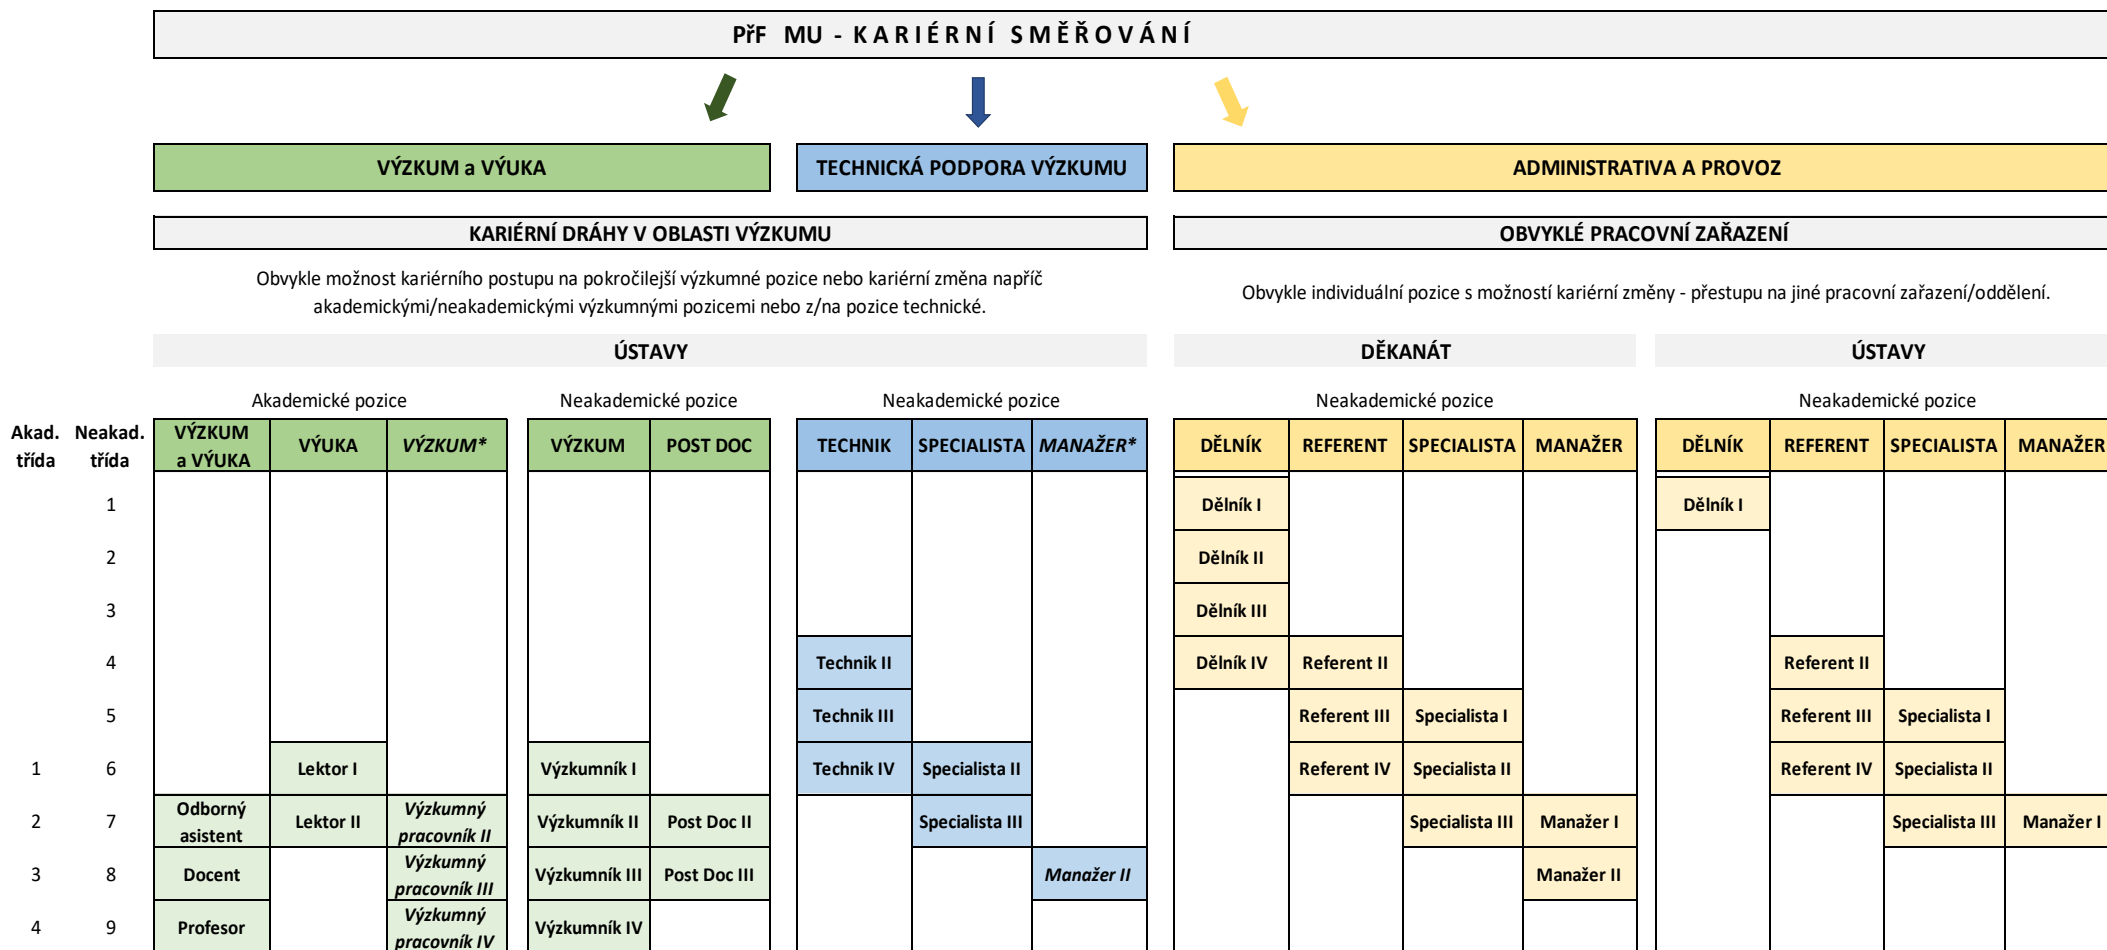 PřF MU - KARIÉRNÍ SMĚŘOVÁNÍ
VÝZKUM a VÝUKA
TECHNICKÁ PODPORA VÝZKUMU
ADMINISTRATIVA A PROVOZ
KARIÉRNÍ DRÁHY V OBLASTI VÝZKUMU
OBVYKLÉ PRACOVNÍ ZAŘAZENÍ
Obvykle možnost kariérního postupu na pokročilejší výzkumné pozice nebo kariérní změna napříč
akademickými/neakademickými výzkumnými pozicemi nebo z/na pozice technické.
Obvykle individuální pozice s možností kariérní změny - přestupu na jiné pracovní zařazení/oddělení.
ÚSTAVY
DĚKANÁT
ÚSTAVY
Akademické pozice
Neakademické pozice
Neakademické pozice
Neakademické pozice
Neakademické pozice
Akad.
třída
Neakad.
třída
VÝZKUM
a VÝUKA
VÝUKA
VÝZKUM*
VÝZKUM
POST DOC
TECHNIK
SPECIALISTA
MANAŽER*
DĚLNÍK
REFERENT
SPECIALISTA
MANAŽER
DĚLNÍK
REFERENT
SPECIALISTA
MANAŽER
1
Dělník I
Dělník I
2
Dělník II
3
Dělník III
4
Technik II
Dělník IV
Referent II
Referent II
5
Technik III
Referent III
Specialista I
Referent III
Specialista I
1
6
Lektor I
Výzkumník I
Technik IV
Specialista II
Referent IV
Specialista II
Referent IV
Specialista II
2
7
Odborný
asistent
Lektor II
Výzkumný
pracovník II
Výzkumník II
Post Doc II
Specialista III
Specialista III
Manažer I
Specialista III
Manažer I
3
8
Docent
Výzkumný
pracovník III
Výzkumník III
Post Doc III
Manažer II
Manažer II
4
9
Profesor
Výzkumný
pracovník IV
Výzkumník IV